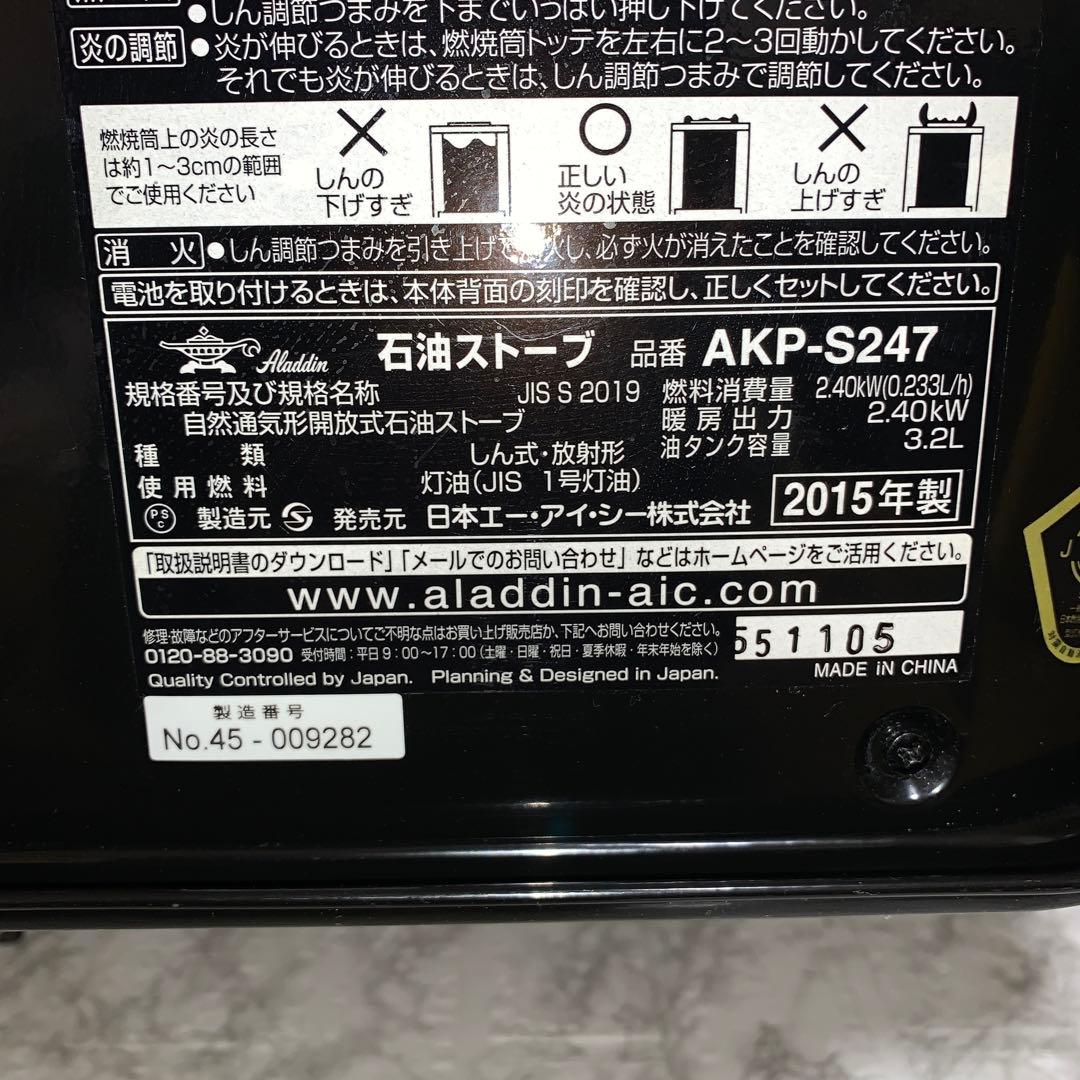 ●しん調節つまみを下までいっぱい押し下げてください。
炎の調節 ●炎が伸びるときは、燃焼筒トッテを左右に2〜3回動かしてください。
それでも炎が伸びるときは、しん調節つまみで調節してください。
燃焼筒上の炎の長さ
は約1〜3cmの範囲
でご使用ください
× しんの
下げすぎ
○ 正しい
炎の状態
× しんの
上げすぎ
消火 ●しん調節つまみを引き上げて消火し、必ず火が消えたことを確認してください。
電池を取り付けるときは、本体背面の刻印を確認し、正しくセットしてください。
Aladdin 石油ストーブ 品番 AKP-S247
規格番号及び規格名称 JIS S 2019
自然通気形開放式石油ストーブ
種類 しん式・放射形
使用燃料 灯油(JIS 1号灯油)
燃料消費量 2.40kW(0.233L/h)
暖房出力 2.40kW
油タンク容量 3.2L
PSC 製造元 発売元 日本エー・アイ・シー株式会社 2015年製
「取扱説明書のダウンロード」「メールでのお問い合わせ」などはホームページをご活用ください。
www.aladdin-aic.com
修理・故障などのアフターサービスについてご不明な点はお買い上げ販売店か、下記へお問い合わせください。
0120-88-3090 受付時間：平日9：00〜17：00（土曜・日曜・祝日・夏季休暇・年末年始を除く）
551105
Quality Controlled by Japan. Planning & Designed in Japan.
MADE iN CHINA
製造番号
No.45 - 009282